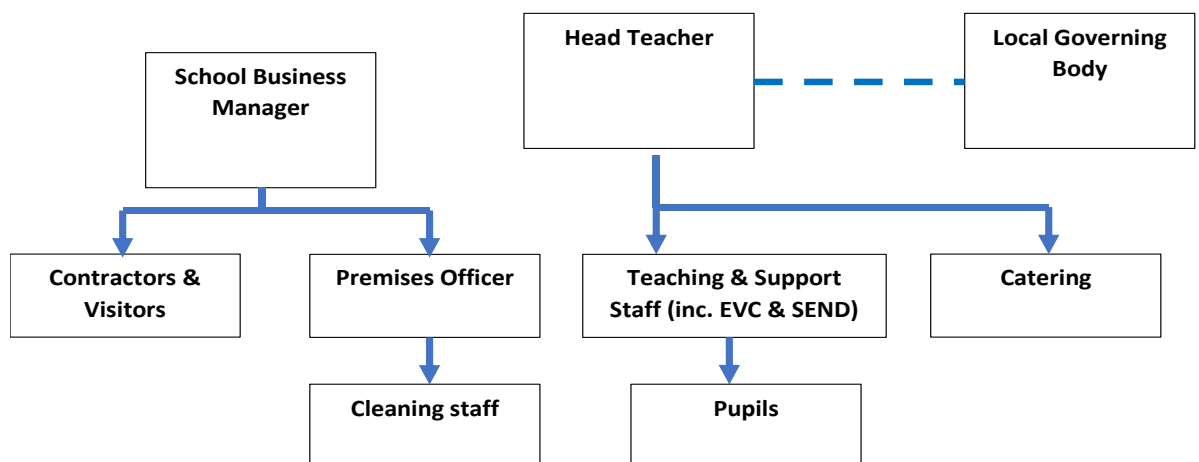 School Business
Manager
Head Teacher
Local Governing
Body
Contractors &
Visitors
Premises Officer
Teaching & Support
Staff (inc. EVC & SEND)
Catering
Cleaning staff
Pupils